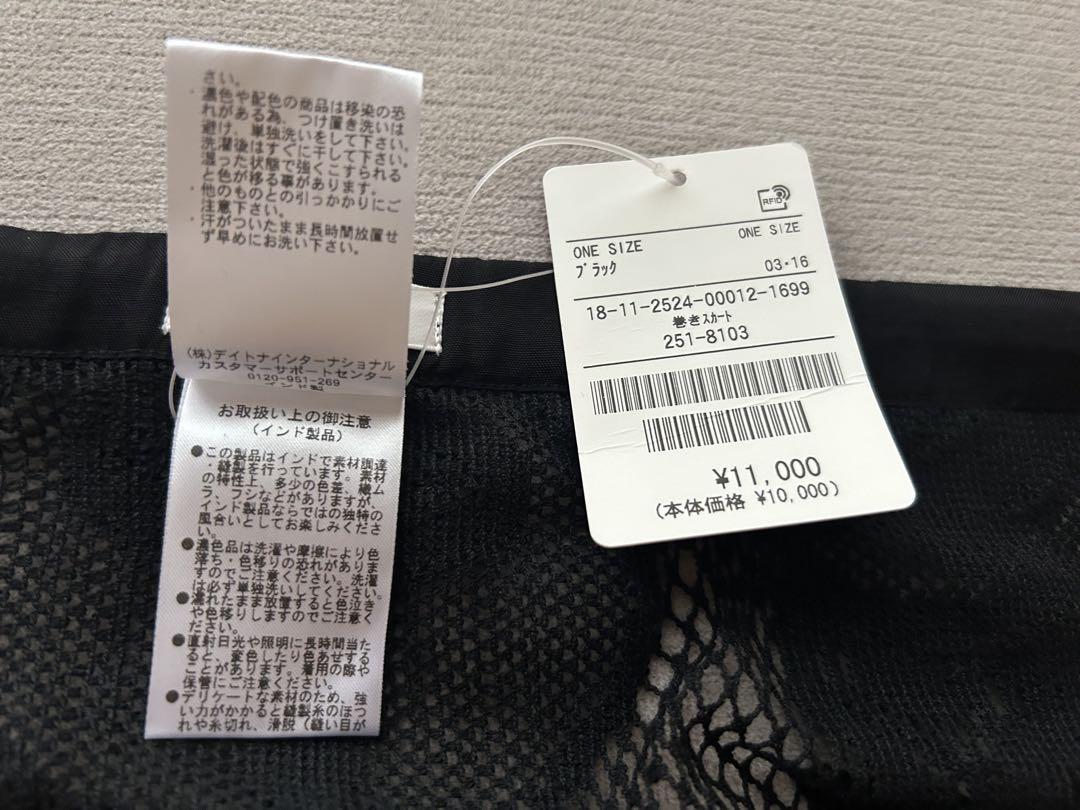 さい。
・濃色や配色の商品は移染の恐
れがある為、つけ置き洗いは
避け、単独洗いをして下さい。
洗濯後はすぐに干して下さい。
湿った状態で強くこすられる
と色が移る事があります。
・他のものとの引っかかりにご
注意下さい。
・汗がついたまま長時間放置せ
ず早めにお洗い下さい。
(株)デイトナインターナショナル
カスタマーサポートセンター
0120-951-269
インド製
お取扱い上の御注意
(インド製品)
●この製品はインドで素材調達
・縫製を行っています。素材
の特性上、多少の色差、織ム
ラ、フシなどがありますが、
インド製品ならではの独特の
風合いとしてお楽しみくださ
い。
●濃色品は洗濯や摩擦により色
落ち・色移りの恐れがありま
すのでご注意ください。洗濯
は必ず単独洗いしてください。
●濡れたまま放置すると色泣き
や色移りしますのでご注意く
ださい。
●直射日光や照明に長時間当た
ると、変色したり色あせする
ことがあります。着用の際や
保管にご注意ください。
●デリケートな素材のため、強
い力がかかると縫製糸のほつ
れや糸切れ、滑脱(縫い目が
RFID
ONE SIZE
ONE SIZE
ブラック
03・16
18-11-2524-00012-1699
巻きスカート
251-8103
¥11,000
(本体価格 ¥10,000)